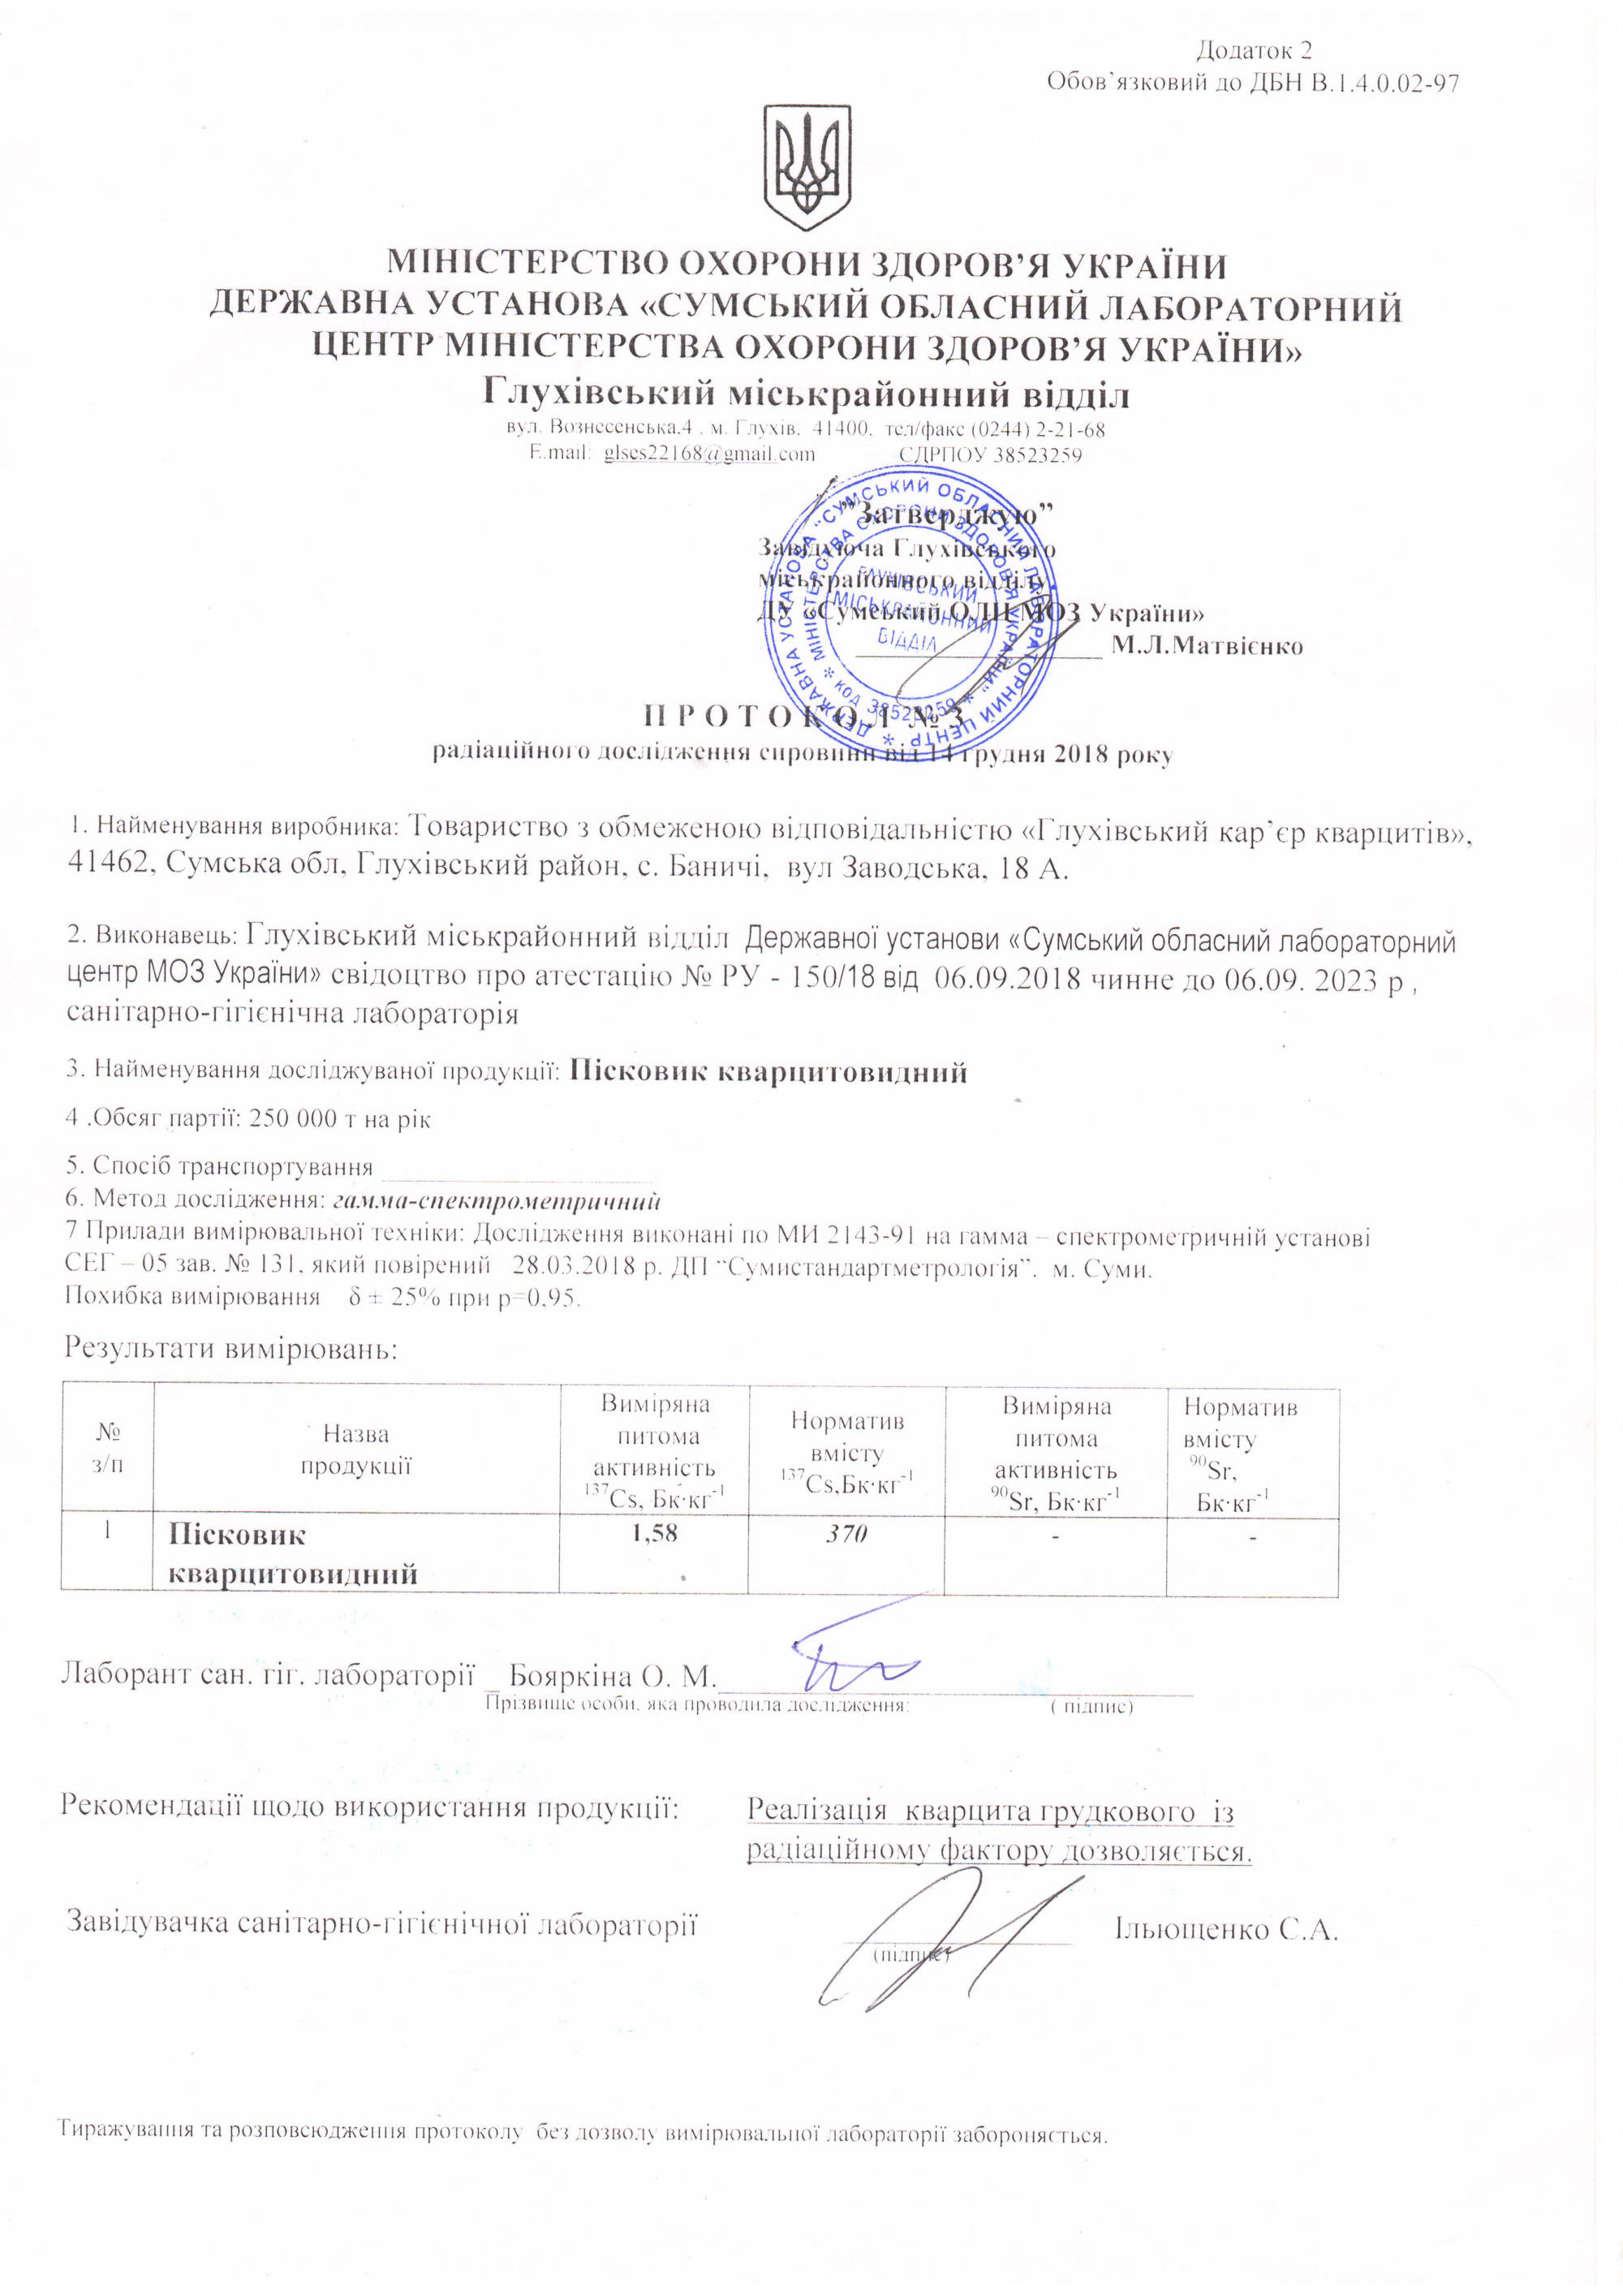 Додаток 2
Обов’язковий до ДБН В.1.4.0.02-97
МІНІСТЕРСТВО ОХОРОНИ ЗДОРОВ’Я УКРАЇНИ
ДЕРЖАВНА УСТАНОВА «СУМСЬКИЙ ОБЛАСНИЙ ЛАБОРАТОРНИЙ
ЦЕНТР МІНІСТЕРСТВА ОХОРОНИ ЗДОРОВ’Я УКРАЇНИ»
Глухівський міськрайонний відділ
вул. Вознесенська,4 , м. Глухів, 41400, тел/факс (0244) 2-21-68
E.mail: glses22168@gmail.com ЄДРПОУ 38523259
”Затверджую”
Завідуюча Глухівського
міськрайонного відділу
ДУ «Сумський ОЛЦ МОЗ України»
М.Л.Матвієнко
ДЕРЖАВНА УСТАНОВА “СУМСЬКИЙ ОБЛАСНИЙ ЛАБОРАТОРНИЙ ЦЕНТР
МІНІСТЕРСТВА ОХОРОНИ ЗДОРОВ’Я УКРАЇНИ” * код 38523259 *
ГЛУХІВСЬКИЙ
МІСЬКРАЙОННИЙ
ВІДДІЛ
П Р О Т О К О Л № 3
радіаційного дослідження сировини від 14 грудня 2018 року
1. Найменування виробника: Товариство з обмеженою відповідальністю «Глухівський кар’єр кварцитів»,
41462, Сумська обл, Глухівський район, с. Баничі, вул Заводська, 18 А.
2. Виконавець: Глухівський міськрайонний відділ Державної установи «Сумський обласний лабораторний
центр МОЗ України» свідоцтво про атестацію № РУ - 150/18 від 06.09.2018 чинне до 06.09. 2023 р ,
санітарно-гігієнічна лабораторія
3. Найменування досліджуваної продукції: Пісковик кварцитовидний
4 .Обсяг партії: 250 000 т на рік
5. Спосіб транспортування ____________________
6. Метод дослідження: гамма-спектрометричний
7 Прилади вимірювальної техніки: Дослідження виконані по МИ 2143-91 на гамма – спектрометричній установі
СЕГ – 05 зав. № 131, який повірений 28.03.2018 р. ДП “Сумистандартметрологія”. м. Суми.
Похибка вимірювання δ ± 25% при р=0,95.
Результати вимірювань:
№
з/п
Назва
продукції
Виміряна
питома
активність
¹³⁷Cs, Бк·кг⁻¹
Норматив
вмісту
¹³⁷Cs,Бк·кг⁻¹
Виміряна
питома
активність
⁹⁰Sr, Бк·кг⁻¹
Норматив
вмісту
⁹⁰Sr,
Бк·кг⁻¹
1 Пісковик 1,58 370 - -
кварцитовидний
Лаборант сан. гіг. лабораторії _ Бояркіна О. М.
Прізвище особи, яка проводила дослідження; ( підпис)
Рекомендації щодо використання продукції: Реалізація кварцита грудкового із
радіаційному фактору дозволяється.
Завідувачка санітарно-гігієнічної лабораторії Ільющенко С.А.
(підпис)
Тиражування та розповсюдження протоколу без дозволу вимірювальної лабораторії забороняється.